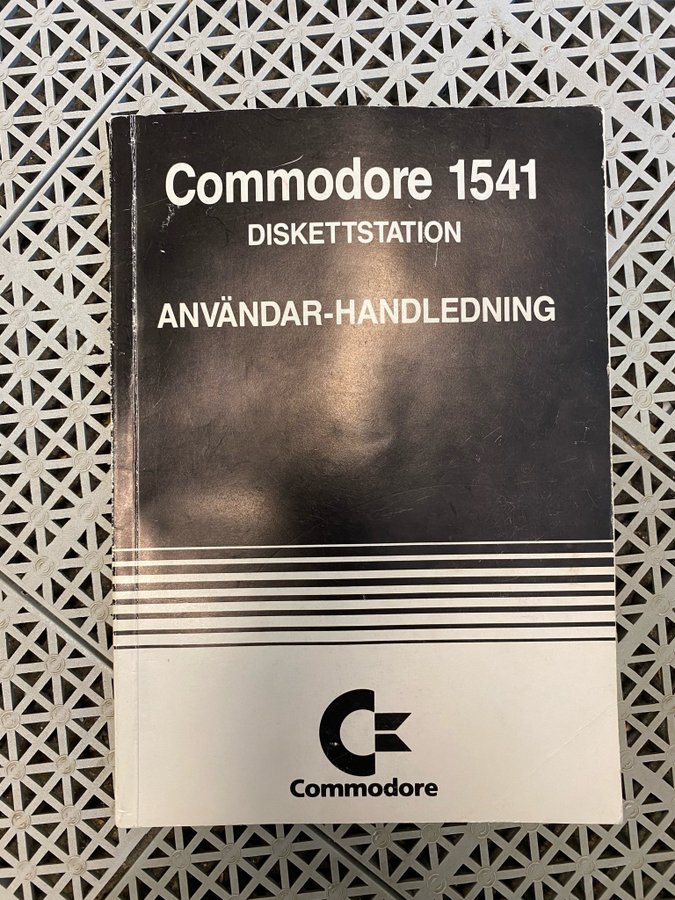 Commodore 1541
DISKETTSTATION
ANVÄNDAR-HANDLEDNING
Commodore